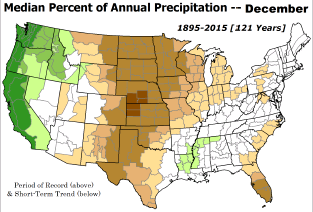 Median Percent of Annual Precipitation -- December
1895-2015 [121 Years]
Period of Record (above)
& Short-Term Trend (below)